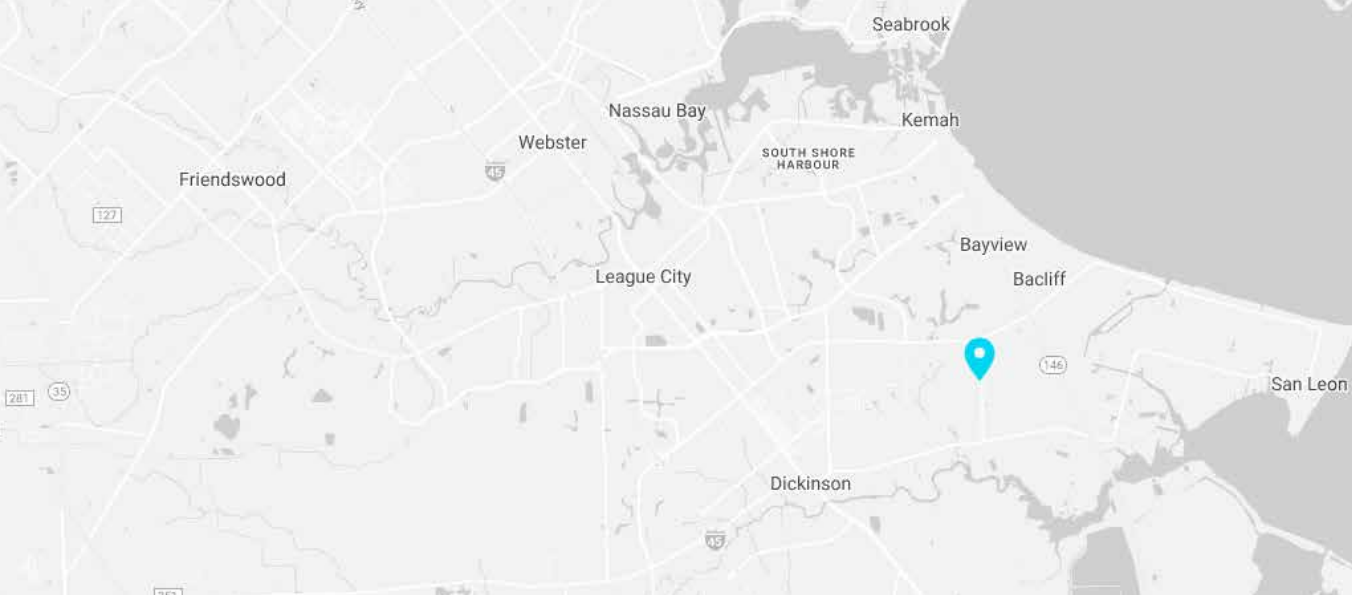 Seabrook
Nassau Bay
Kemah
Webster
SOUTH SHORE
HARBOUR
45
Friendswood
127
Bayview
League City
Bacliff
146
San Leon
35
281
Dickinson
45